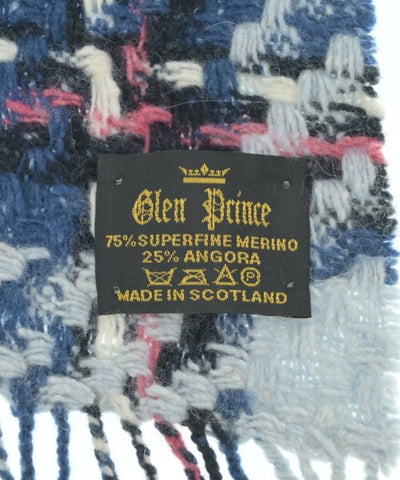 Glen Prince
75% SUPERFINE MERINO
25% ANGORA
MADE IN SCOTLAND